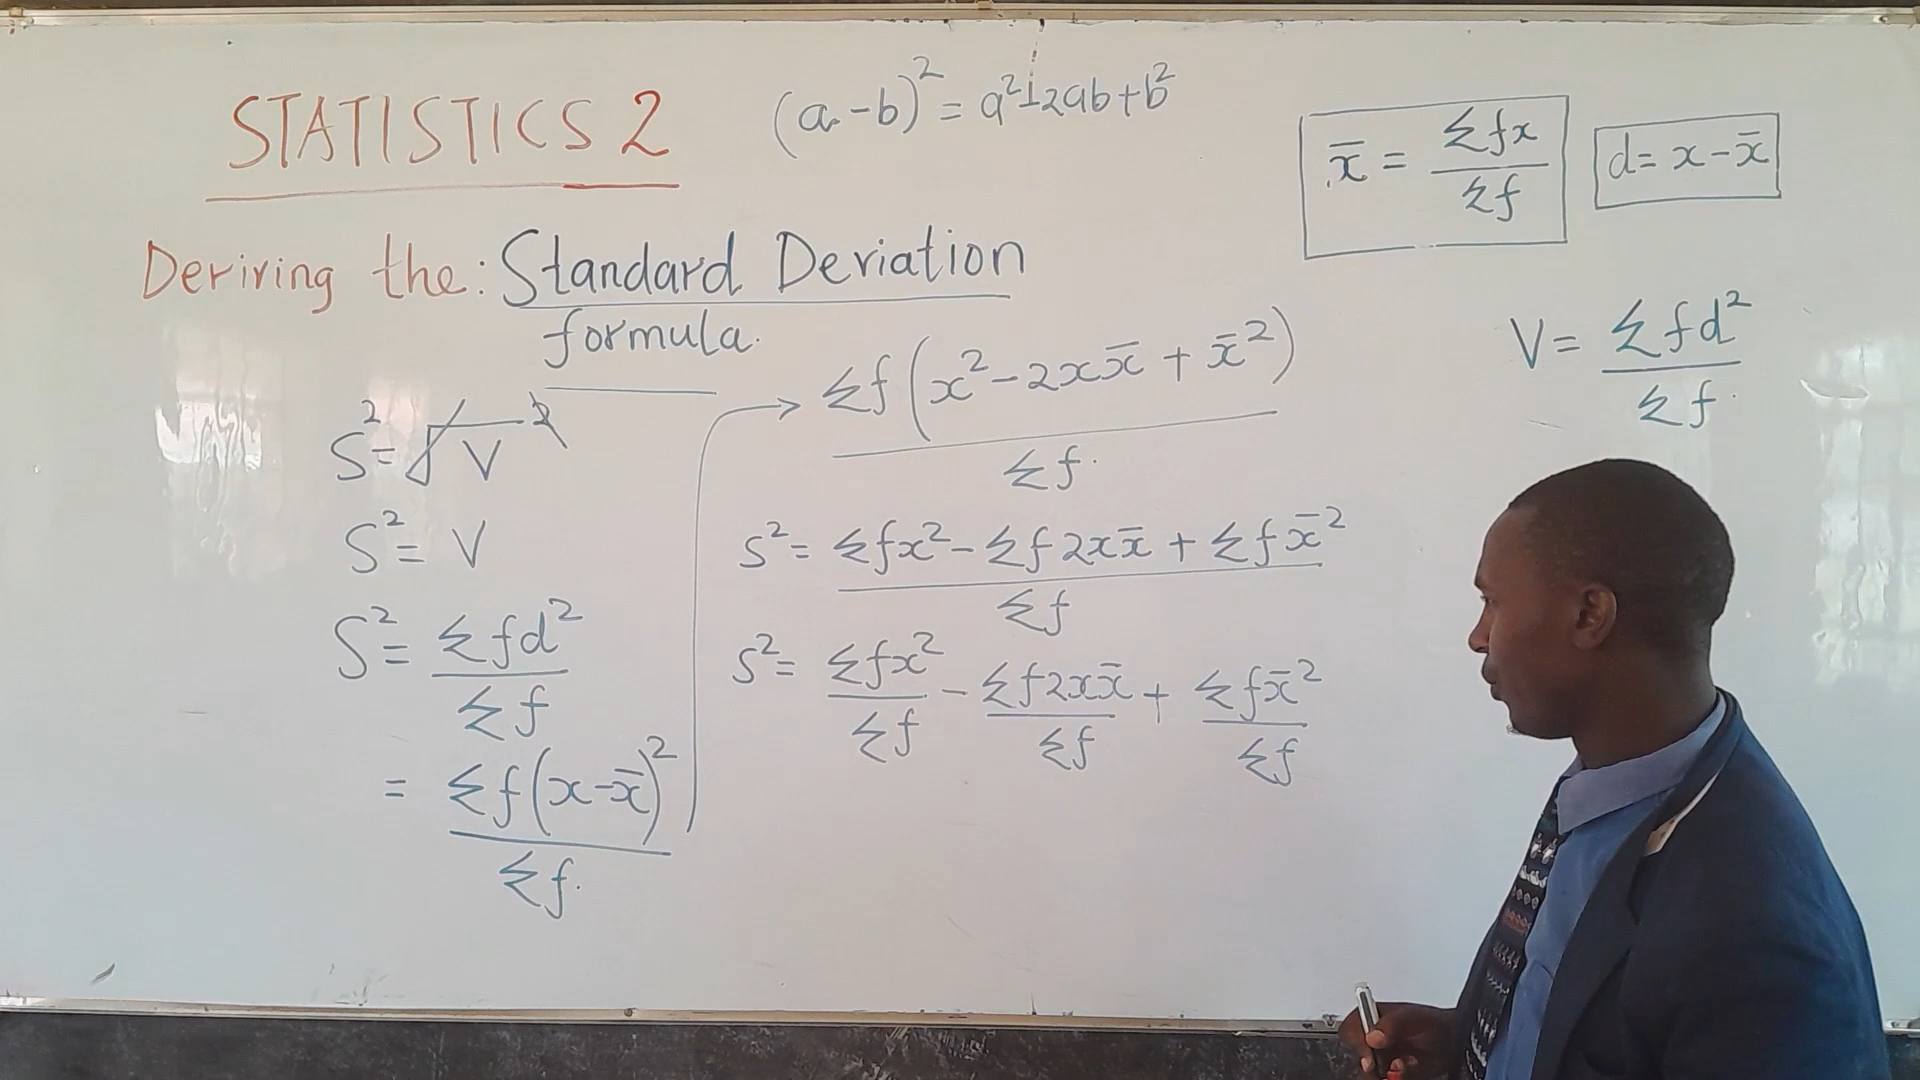 STATISTICS 2
(a-b)² = a²-2ab+b²
x̄ = Σfx / Σf
d = x-x̄
Deriving the: Standard Deviation
formula.
V = Σfd² / Σf.
S² = √V ²
S² = V
S² = Σfd² / Σf
= Σf(x-x̄)² / Σf.
Σf(x²-2xx̄ + x̄²) / Σf.
S² = Σfx² - Σf2xx̄ + Σfx̄² / Σf
S² = Σfx² / Σf - Σf2xx̄ / Σf + Σfx̄² / Σf